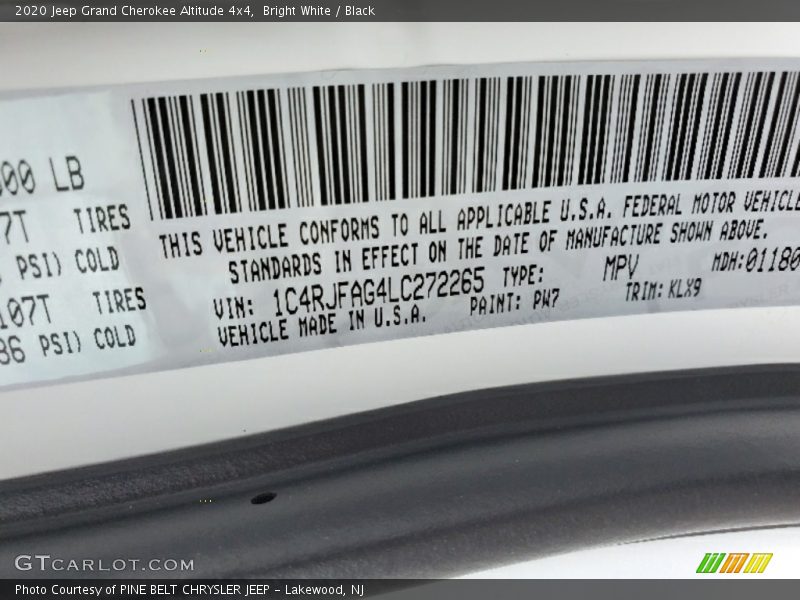 2020 Jeep Grand Cherokee Altitude 4x4,  Bright White / Black
00 LB
7T TIRES
PSI) COLD
107T TIRES
36 PSI) COLD
THIS VEHICLE CONFORMS TO ALL APPLICABLE U.S.A. FEDERAL MOTOR VEHICLE
STANDARDS IN EFFECT ON THE DATE OF MANUFACTURE SHOWN ABOVE.
VIN: 1C4RJFAG4LC272265 TYPE: MPV MDH:01180
VEHICLE MADE IN U.S.A. PAINT: PW7 TRIM: KLX9
GTCARLOT.COM
Photo Courtesy of PINE BELT CHRYSLER JEEP - Lakewood, NJ